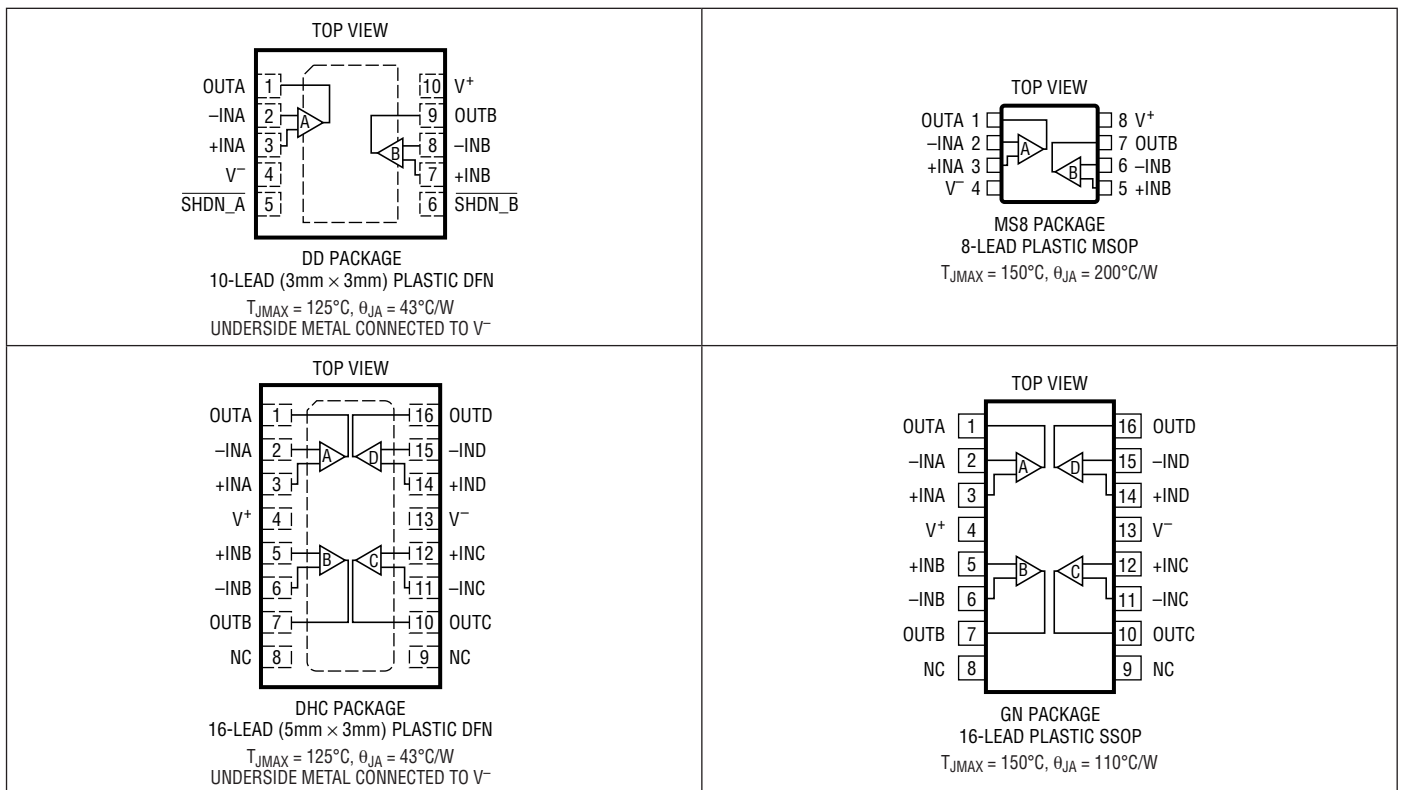 TOP VIEW
OUTA 1
–INA 2
+INA 3
V– 4
SHDN_A 5
10 V+
9 OUTB
8 –INB
7 +INB
6 SHDN_B
A
B
DD PACKAGE
10-LEAD (3mm × 3mm) PLASTIC DFN
TJMAX = 125°C, θJA = 43°C/W
UNDERSIDE METAL CONNECTED TO V–
TOP VIEW
OUTA 1
–INA 2
+INA 3
V– 4
8 V+
7 OUTB
6 –INB
5 +INB
A
B
MS8 PACKAGE
8-LEAD PLASTIC MSOP
TJMAX = 150°C, θJA = 200°C/W
TOP VIEW
OUTA 1
–INA 2
+INA 3
V+ 4
+INB 5
–INB 6
OUTB 7
NC 8
16 OUTD
15 –IND
14 +IND
13 V–
12 +INC
11 –INC
10 OUTC
9 NC
A
D
B
C
DHC PACKAGE
16-LEAD (5mm × 3mm) PLASTIC DFN
TJMAX = 125°C, θJA = 43°C/W
UNDERSIDE METAL CONNECTED TO V–
TOP VIEW
OUTA 1
–INA 2
+INA 3
V+ 4
+INB 5
–INB 6
OUTB 7
NC 8
16 OUTD
15 –IND
14 +IND
13 V–
12 +INC
11 –INC
10 OUTC
9 NC
A
D
B
C
GN PACKAGE
16-LEAD PLASTIC SSOP
TJMAX = 150°C, θJA = 110°C/W